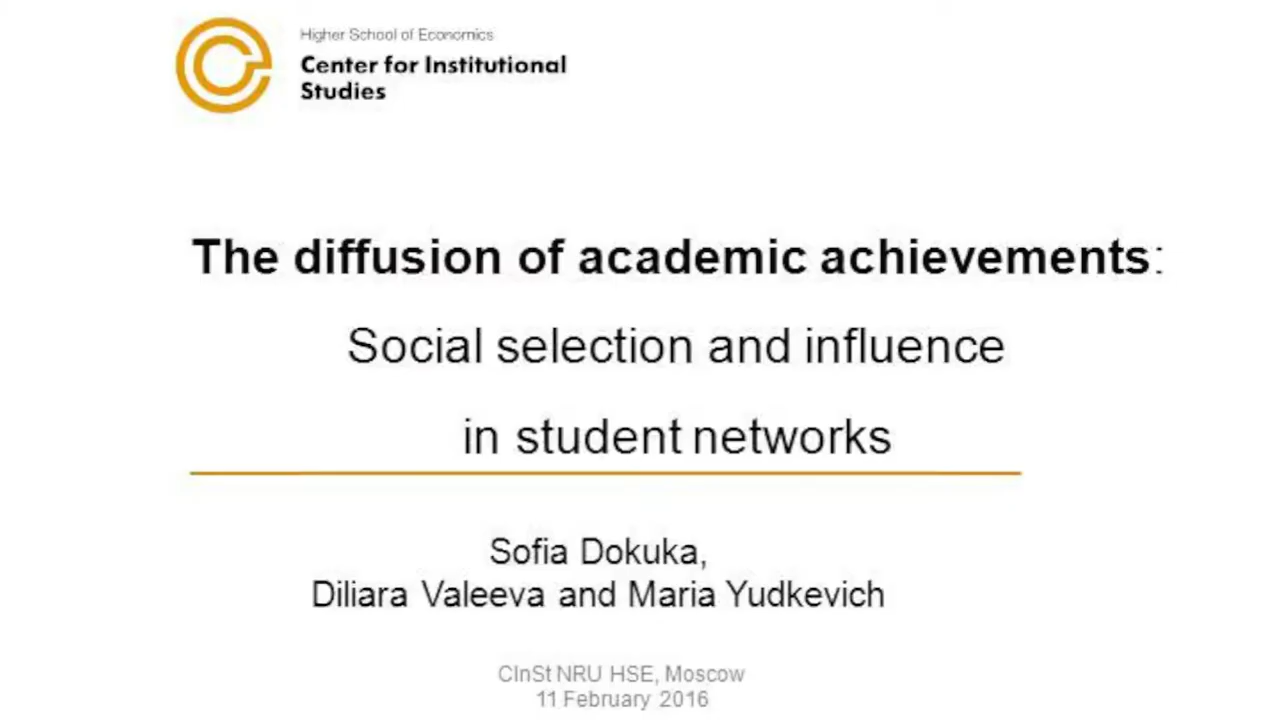 Higher School of Economics
Center for Institutional
Studies
The diffusion of academic achievements:
Social selection and influence
in student networks
Sofia Dokuka,
Diliara Valeeva and Maria Yudkevich
CInSt NRU HSE, Moscow
11 February 2016